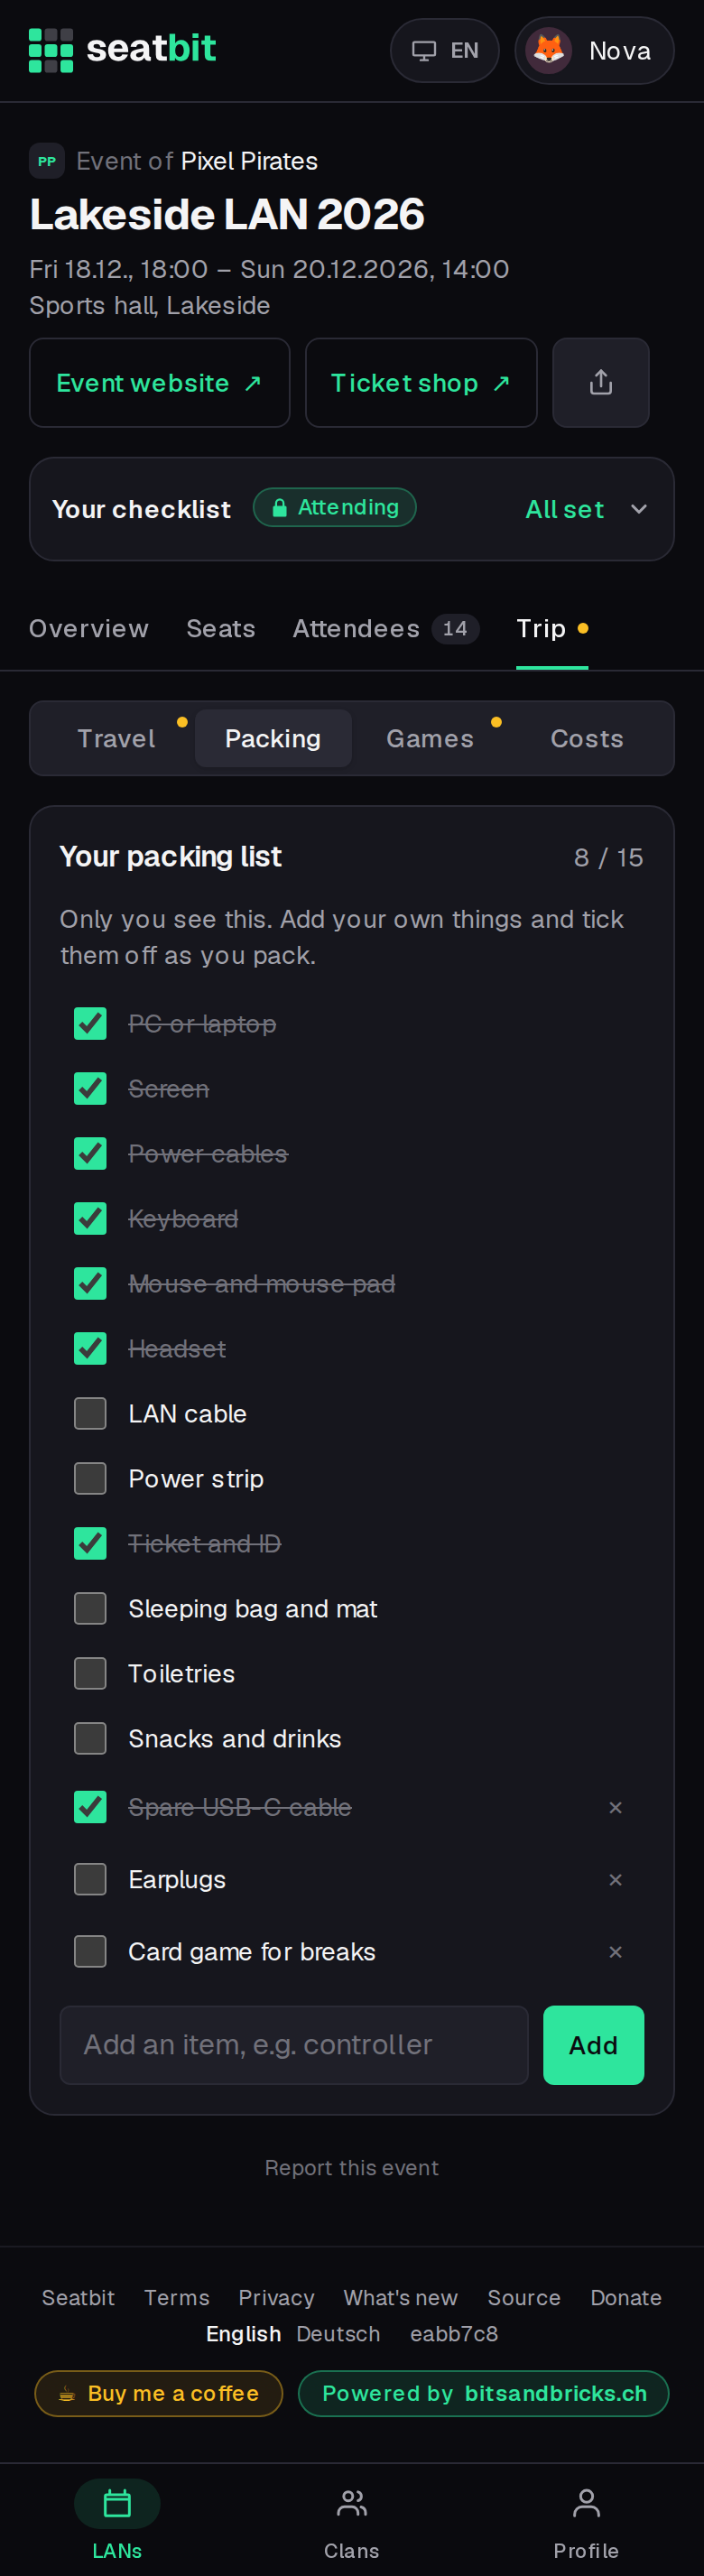 seatbit
EN
Nova
PP Event of Pixel Pirates
Lakeside LAN 2026
Fri 18.12., 18:00 – Sun 20.12.2026, 14:00
Sports hall, Lakeside
Event website ↗
Ticket shop ↗
Your checklist
Attending
All set
Overview
Seats
Attendees 14
Trip
Travel
Packing
Games
Costs
Your packing list
8 / 15
Only you see this. Add your own things and tick
them off as you pack.
PC or laptop
Screen
Power cables
Keyboard
Mouse and mouse pad
Headset
LAN cable
Power strip
Ticket and ID
Sleeping bag and mat
Toiletries
Snacks and drinks
Spare USB-C cable ×
Earplugs ×
Card game for breaks ×
Add an item, e.g. controller
Add
Report this event
Seatbit Terms Privacy What's new Source Donate
English Deutsch eabb7c8
Buy me a coffee
Powered by bitsandbricks.ch
LANs
Clans
Profile